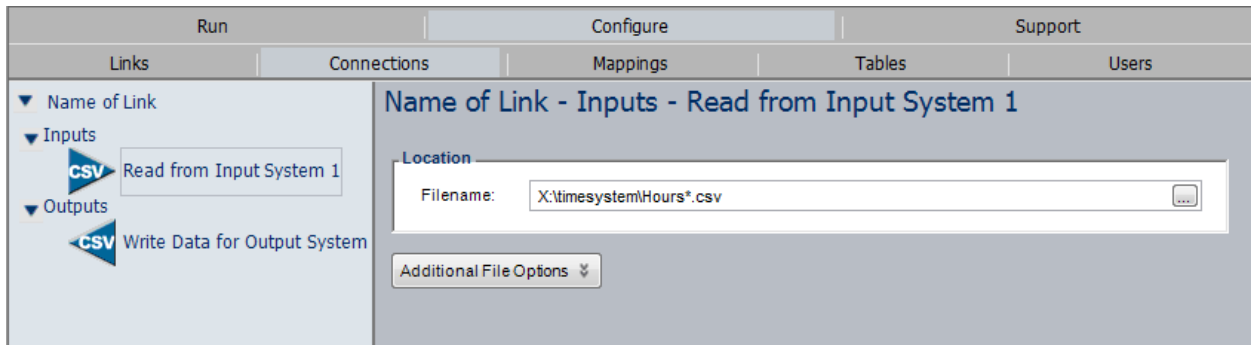 Run Configure Support
Links Connections Mappings Tables Users
Name of Link
Inputs
CSV Read from Input System 1
Outputs
CSV Write Data for Output System
Name of Link - Inputs - Read from Input System 1
Location
Filename: X:\timesystem\Hours*.csv ...
Additional File Options